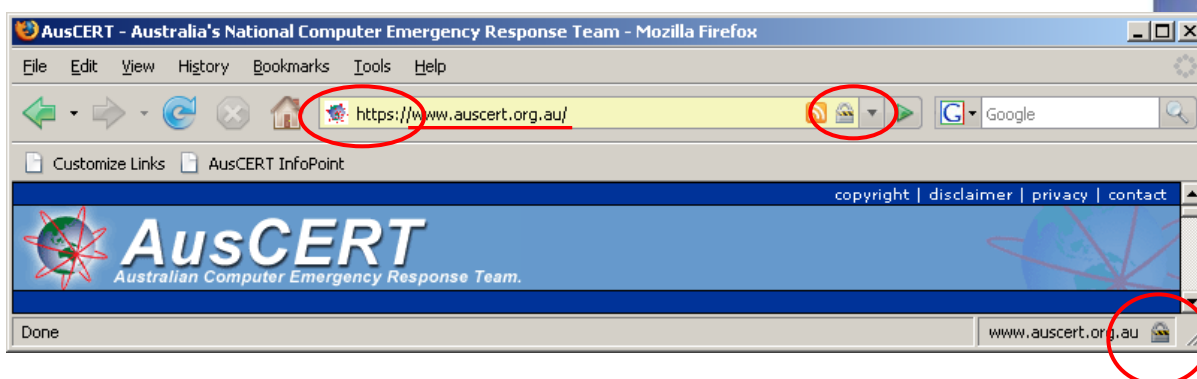 AusCERT - Australia's National Computer Emergency Response Team - Mozilla Firefox
File Edit View History Bookmarks Tools Help
https://www.auscert.org.au/ G Google
Customize Links AusCERT InfoPoint
copyright | disclaimer | privacy | contact
AusCERT
Australian Computer Emergency Response Team.
Done www.auscert.org.au